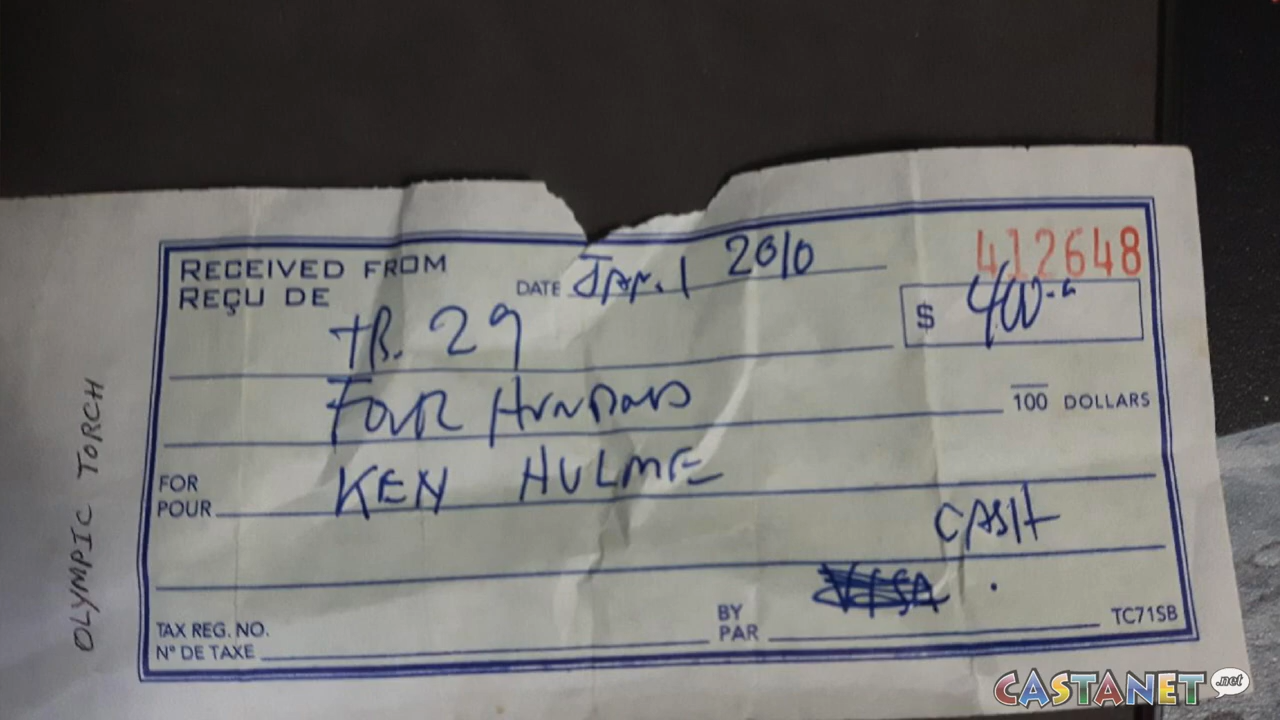 RECEIVED FROM
REÇU DE
DATE JAN. 1 2010
412648
TB. 29
$ 400.00
FOUR HUNDRED
100 DOLLARS
FOR
POUR
KEN HULME
CASH
VISA
TAX REG. NO.
Nº DE TAXE
BY
PAR
TC71SB
OLYMPIC TORCH
CASTANET.net